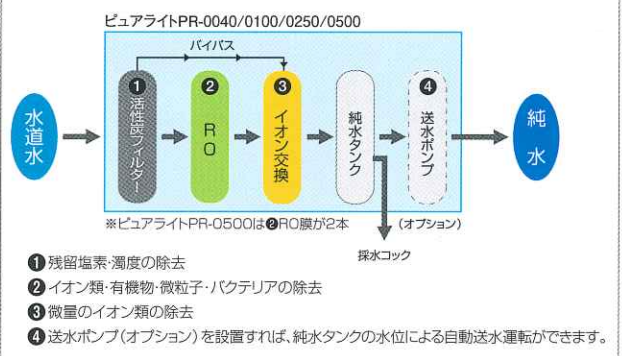 ピュアライトPR-0040/0100/0250/0500
バイパス
水道水
❶活性炭フィルター
❷RO
❸イオン交換
純水タンク
❹送水ポンプ
純水
※ピュアライトPR-0500は❷RO膜が2本
(オプション)
採水コック
❶残留塩素・濁度の除去
❷イオン類・有機物・微粒子・バクテリアの除去
❸微量のイオン類の除去
❹送水ポンプ(オプション)を設置すれば、純水タンクの水位による自動送水運転ができます。